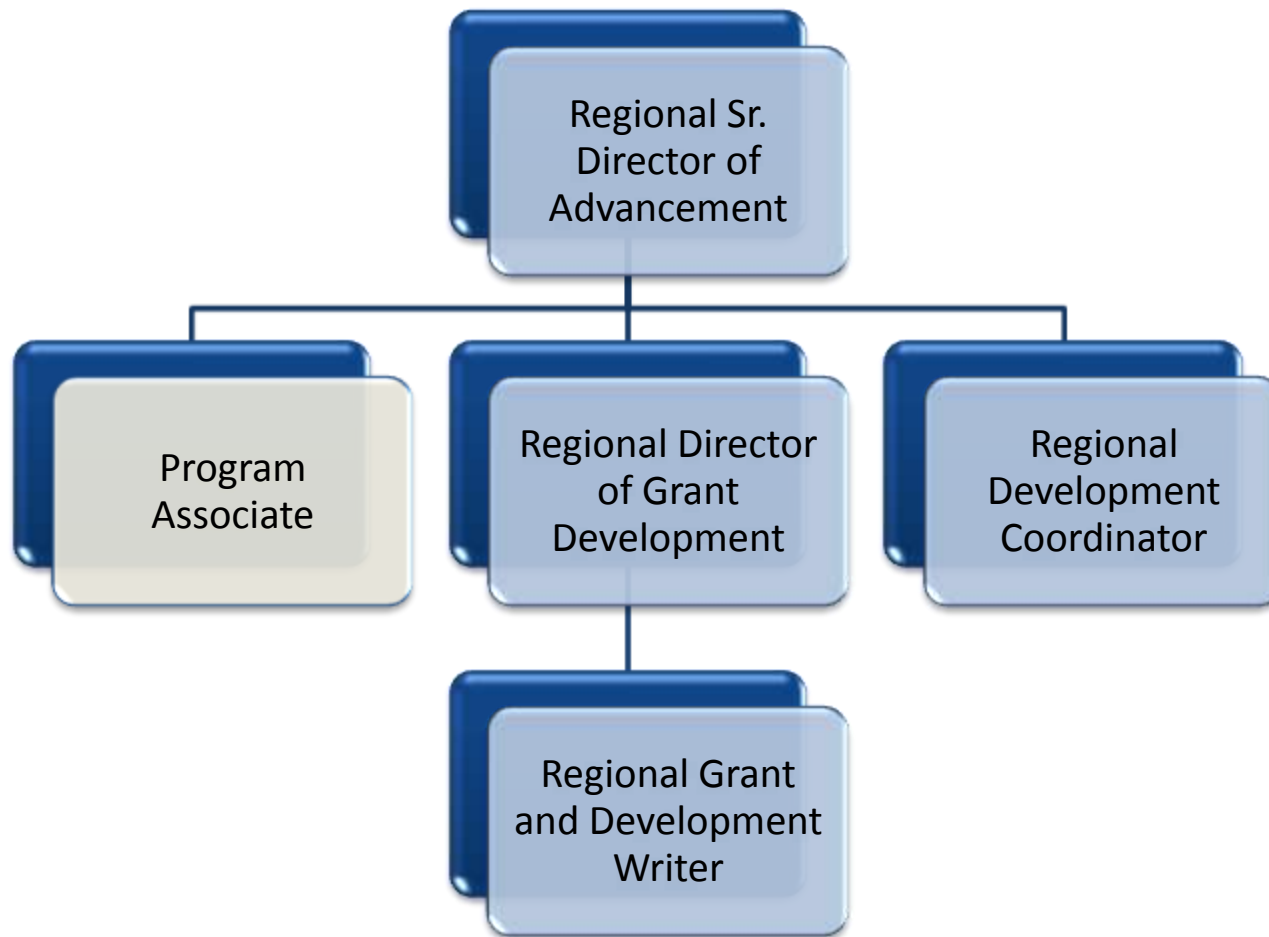 Regional Sr.
Director of
Advancement
Program
Associate
Regional Director
of Grant
Development
Regional
Development
Coordinator
Regional Grant
and Development
Writer